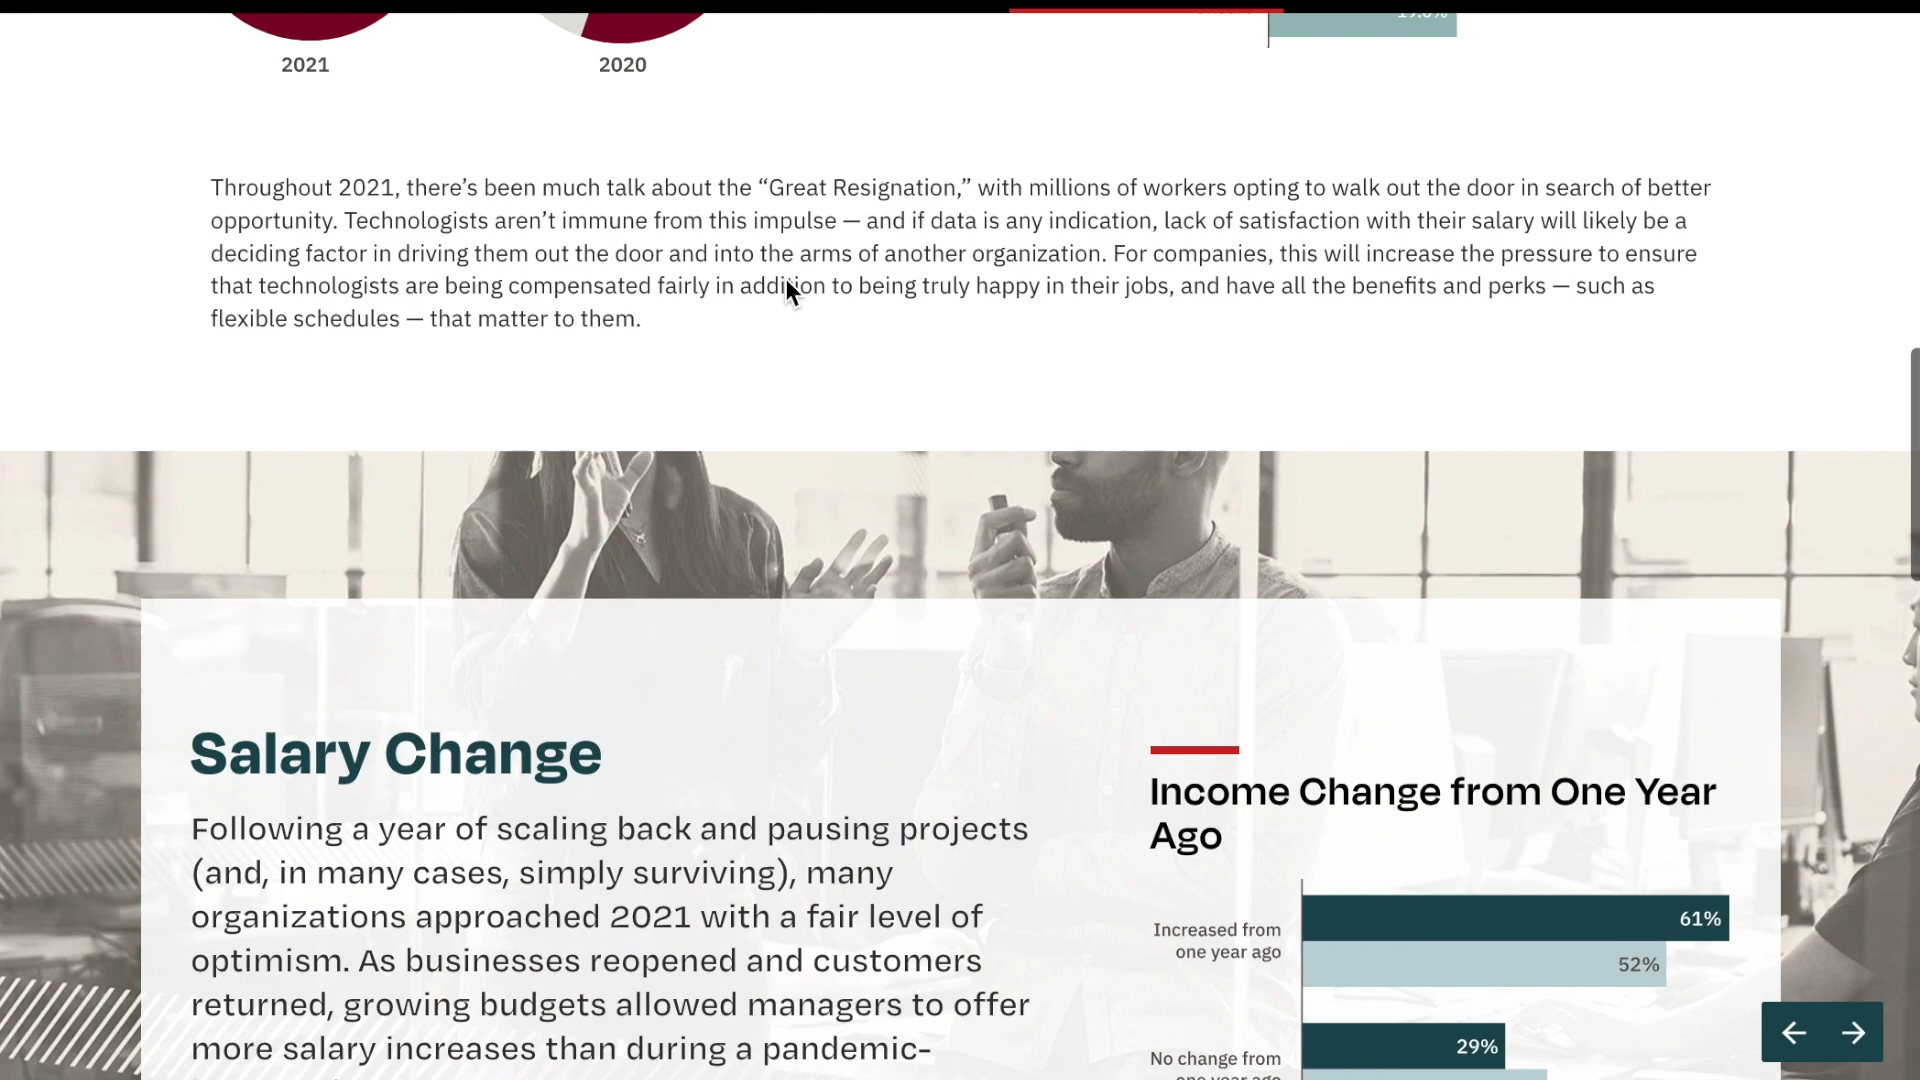 19.8%
2021
2020
Throughout 2021, there’s been much talk about the “Great Resignation,” with millions of workers opting to walk out the door in search of better
opportunity. Technologists aren’t immune from this impulse — and if data is any indication, lack of satisfaction with their salary will likely be a
deciding factor in driving them out the door and into the arms of another organization. For companies, this will increase the pressure to ensure
that technologists are being compensated fairly in addition to being truly happy in their jobs, and have all the benefits and perks — such as
flexible schedules — that matter to them.
Salary Change
Following a year of scaling back and pausing projects
(and, in many cases, simply surviving), many
organizations approached 2021 with a fair level of
optimism. As businesses reopened and customers
returned, growing budgets allowed managers to offer
more salary increases than during a pandemic-
Income Change from One Year
Ago
Increased from
one year ago
61%
52%
No change from
one year ago
29%